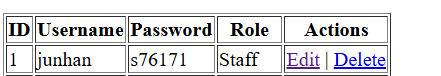 ID Username Password Role Actions
1 junhan s76171 Staff Edit | Delete